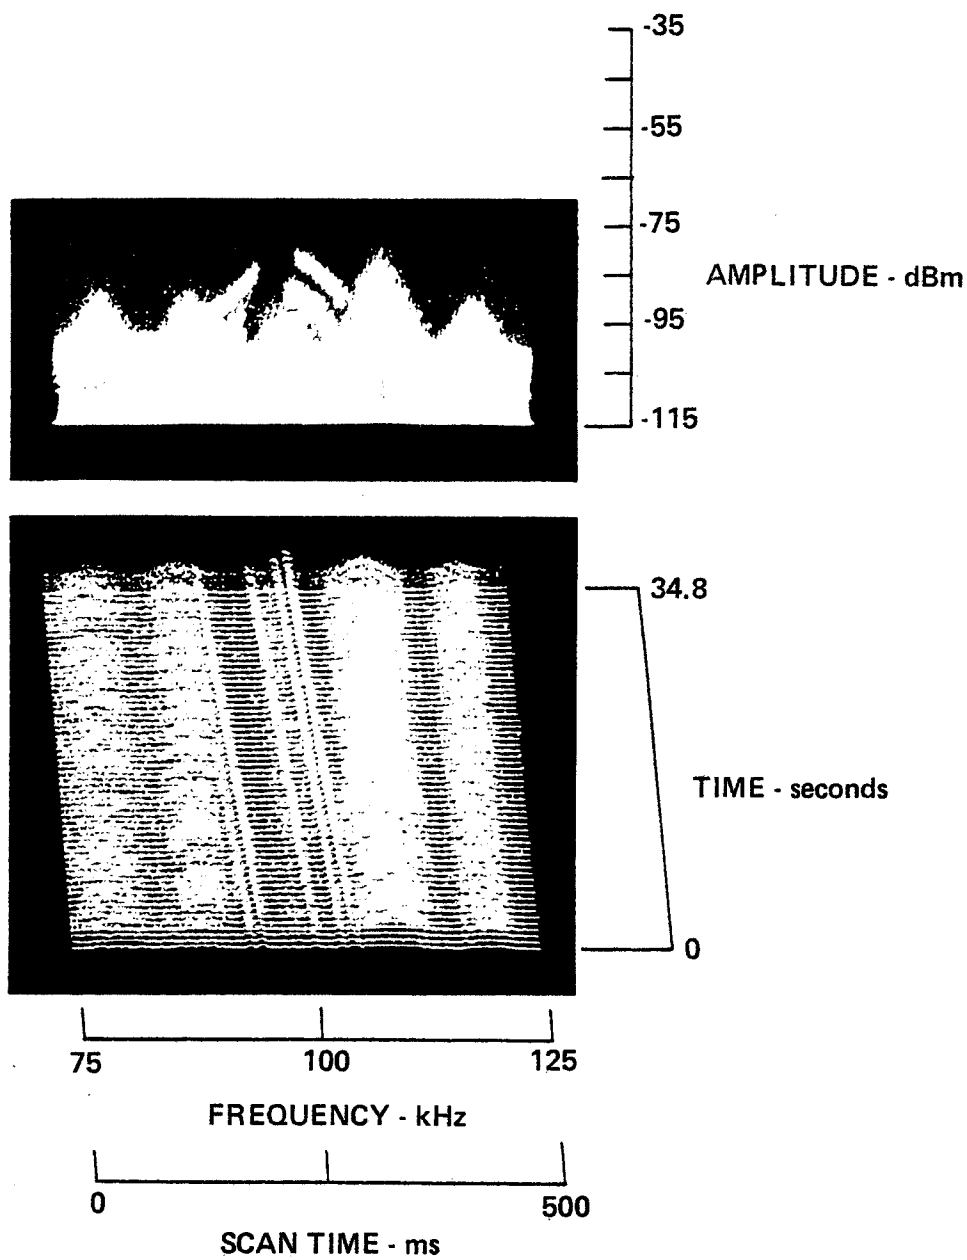 -35
-55
-75
AMPLITUDE - dBm
-95
-115
34.8
TIME - seconds
0
75 100 125
FREQUENCY - kHz
0 500
SCAN TIME - ms